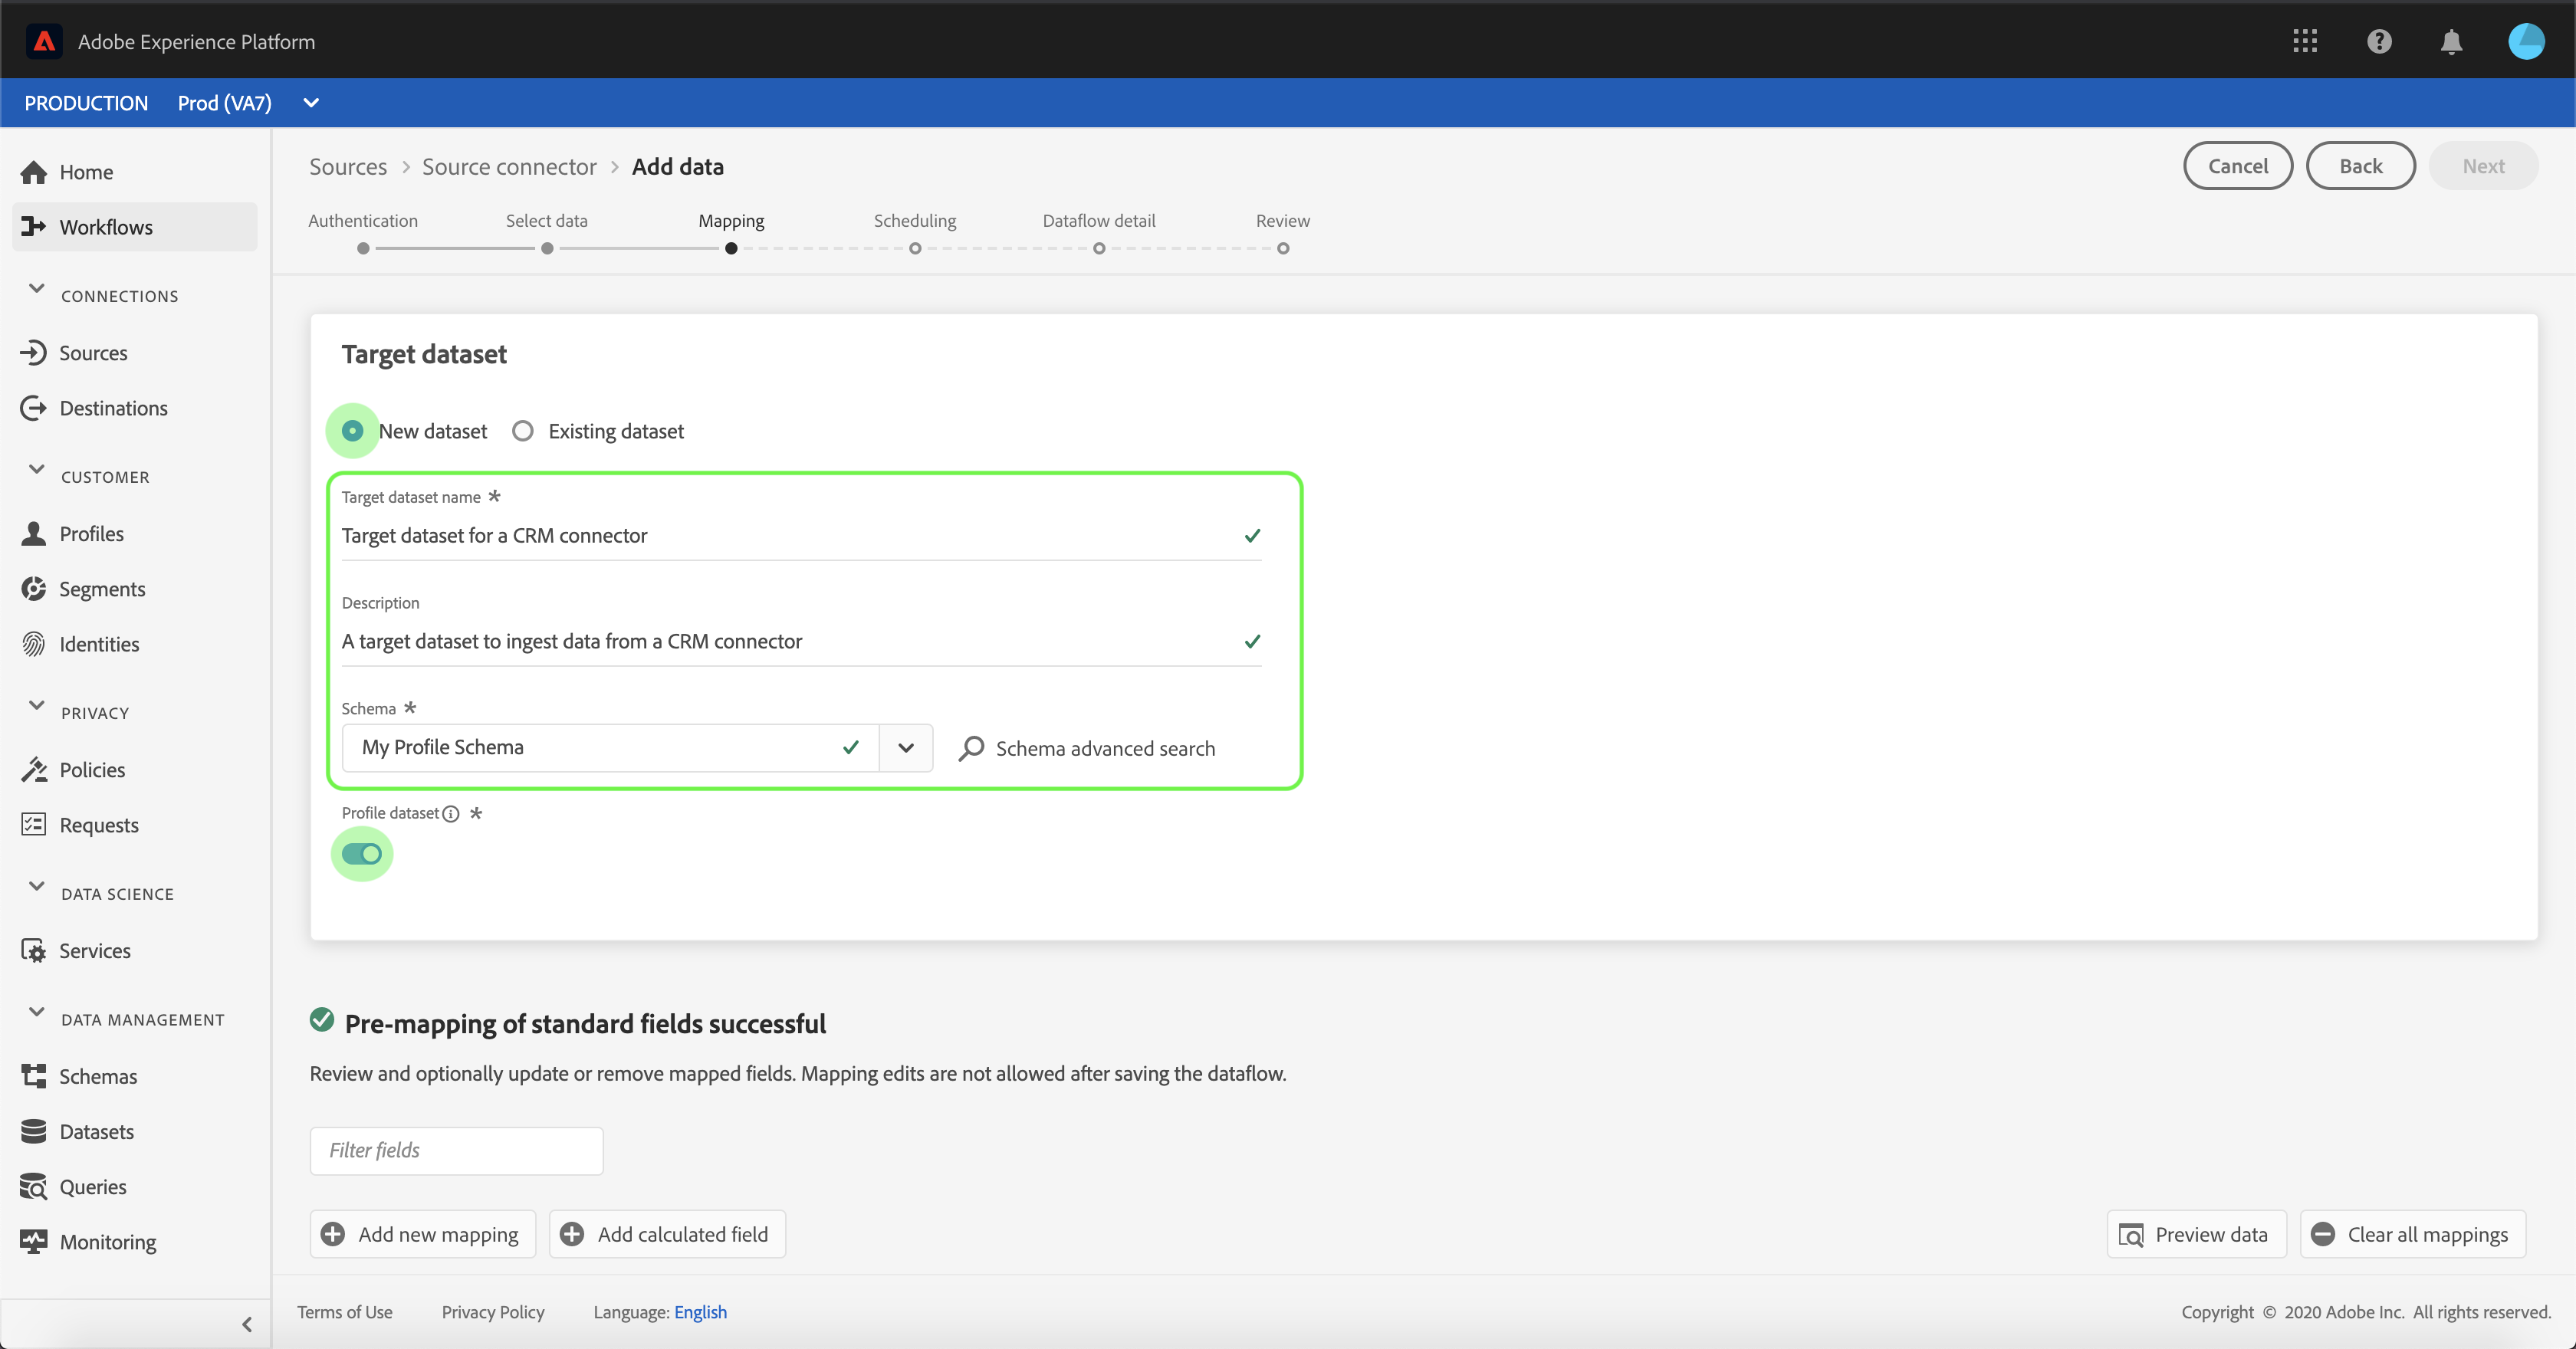 Adobe Experience Platform
PRODUCTION Prod (VA7)
Home
Workflows
CONNECTIONS
Sources
Destinations
CUSTOMER
Profiles
Segments
Identities
PRIVACY
Policies
Requests
DATA SCIENCE
Services
DATA MANAGEMENT
Schemas
Datasets
Queries
Monitoring
Sources > Source connector > Add data
Cancel Back Next
Authentication Select data Mapping Scheduling Dataflow detail Review
Target dataset
New dataset Existing dataset
Target dataset name *
Target dataset for a CRM connector
Description
A target dataset to ingest data from a CRM connector
Schema *
My Profile Schema Schema advanced search
Profile dataset *
Pre-mapping of standard fields successful
Review and optionally update or remove mapped fields. Mapping edits are not allowed after saving the dataflow.
Filter fields
Add new mapping Add calculated field Preview data Clear all mappings
Terms of Use Privacy Policy Language: English Copyright © 2020 Adobe Inc. All rights reserved.